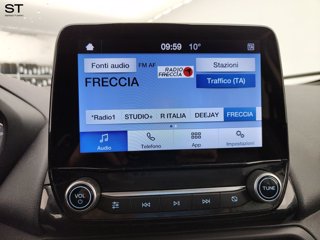 ST
09:59 10°
Fonti audio FM AF RADIO FRECCIA Stazioni
FRECCIA Traffico (TA)
*Radio1 STUDIO+ R ITALIA DEEJAY FRECCIA
Audio Telefono App Impostazioni
VOL TUNE